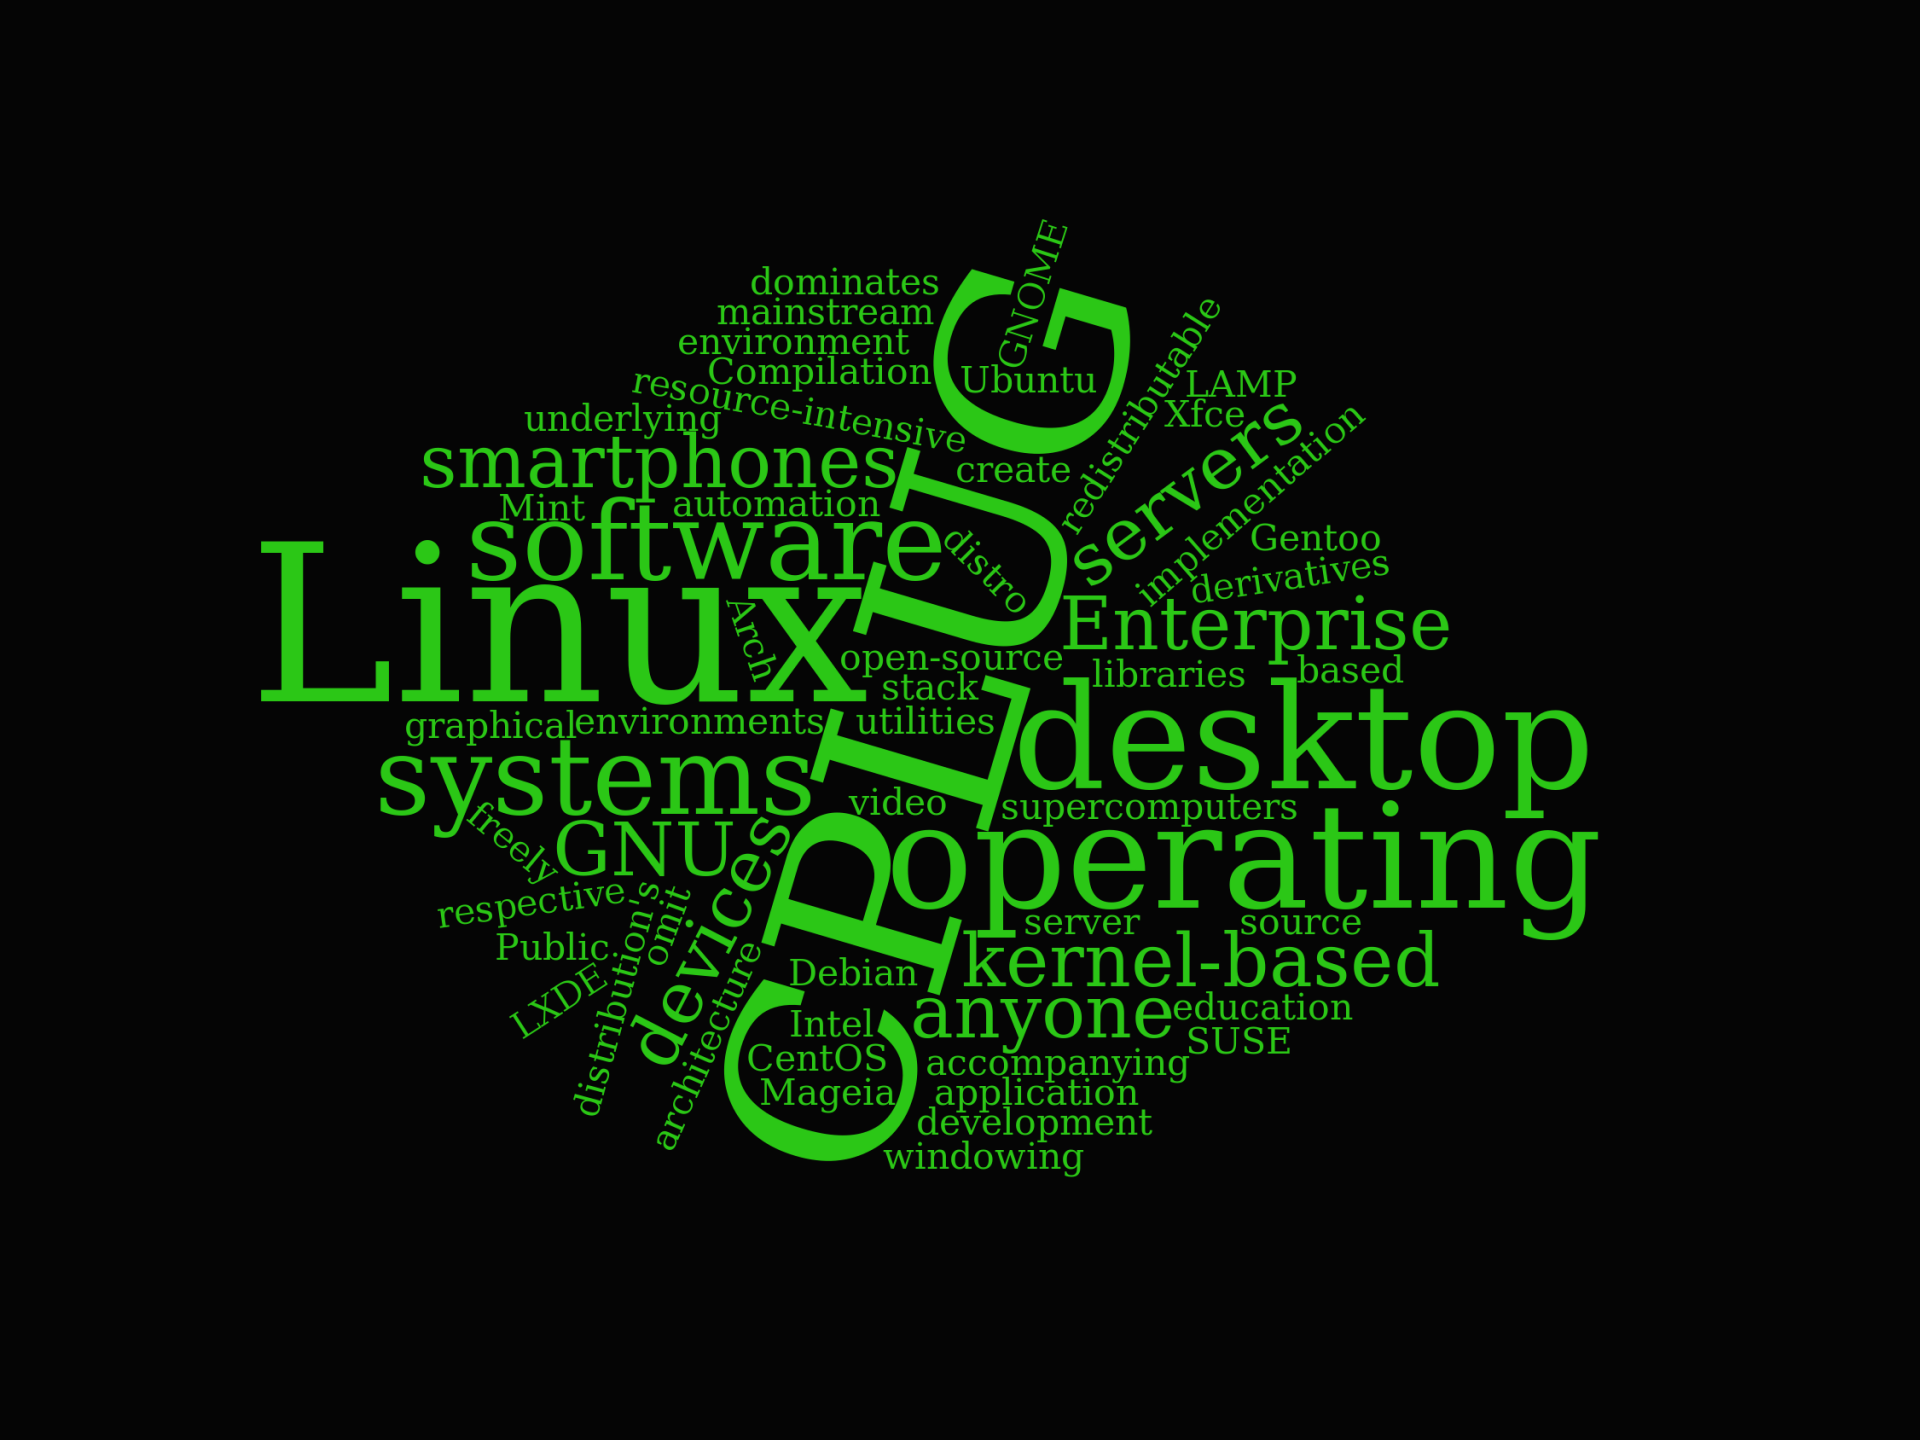 GNOME
dominates
mainstream
environment
Compilation
resource-intensive
Ubuntu
redistributable
LAMP
Xfce
underlying
smartphones
create
servers
implementation
Mint
automation
software
distro
Gentoo
derivatives
Linux
CPLUG
Arch
Enterprise
open-source
libraries
based
stack
graphical
environments
utilities
desktop
systems
video
supercomputers
freely
GNU
devices
operating
respective
distribution's
omit
server
source
Public
LXDE
architecture
Debian
kernel-based
Intel
anyone
education
SUSE
CentOS
accompanying
Mageia
application
development
windowing